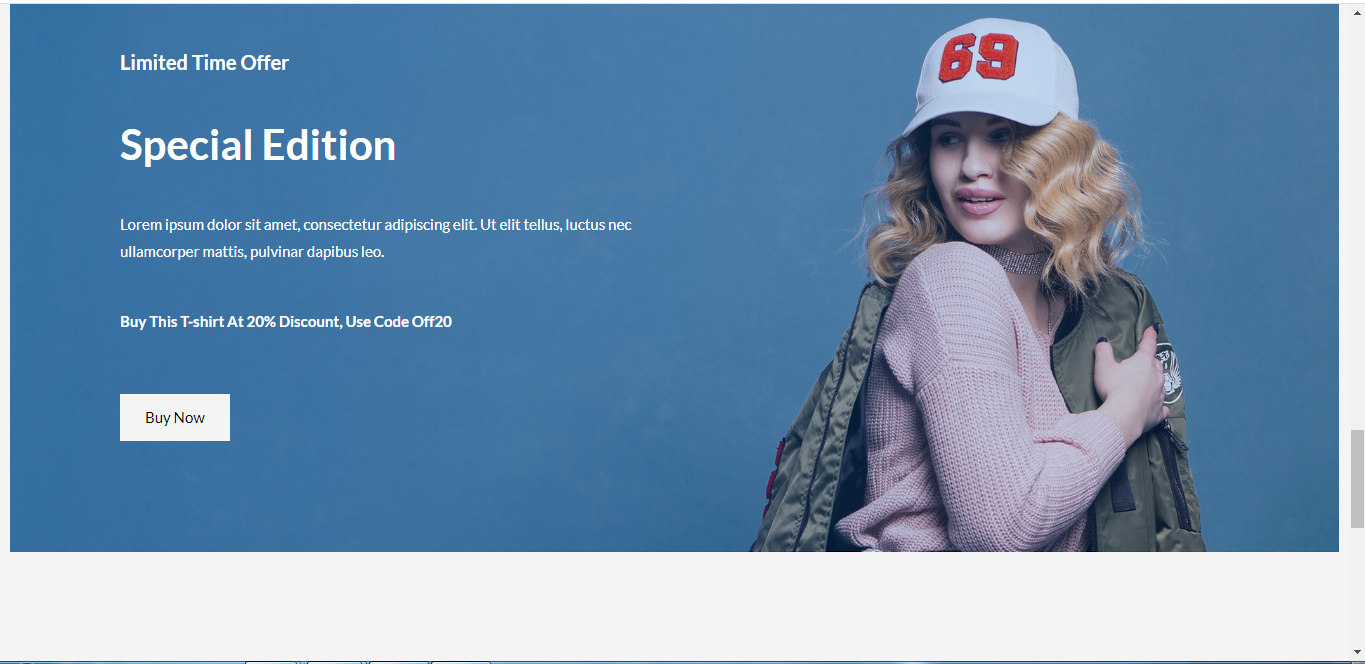 69
Limited Time Offer
Special Edition
Lorem ipsum dolor sit amet, consectetur adipiscing elit. Ut elit tellus, luctus nec
ullamcorper mattis, pulvinar dapibus leo.
Buy This T-shirt At 20% Discount, Use Code Off20
Buy Now